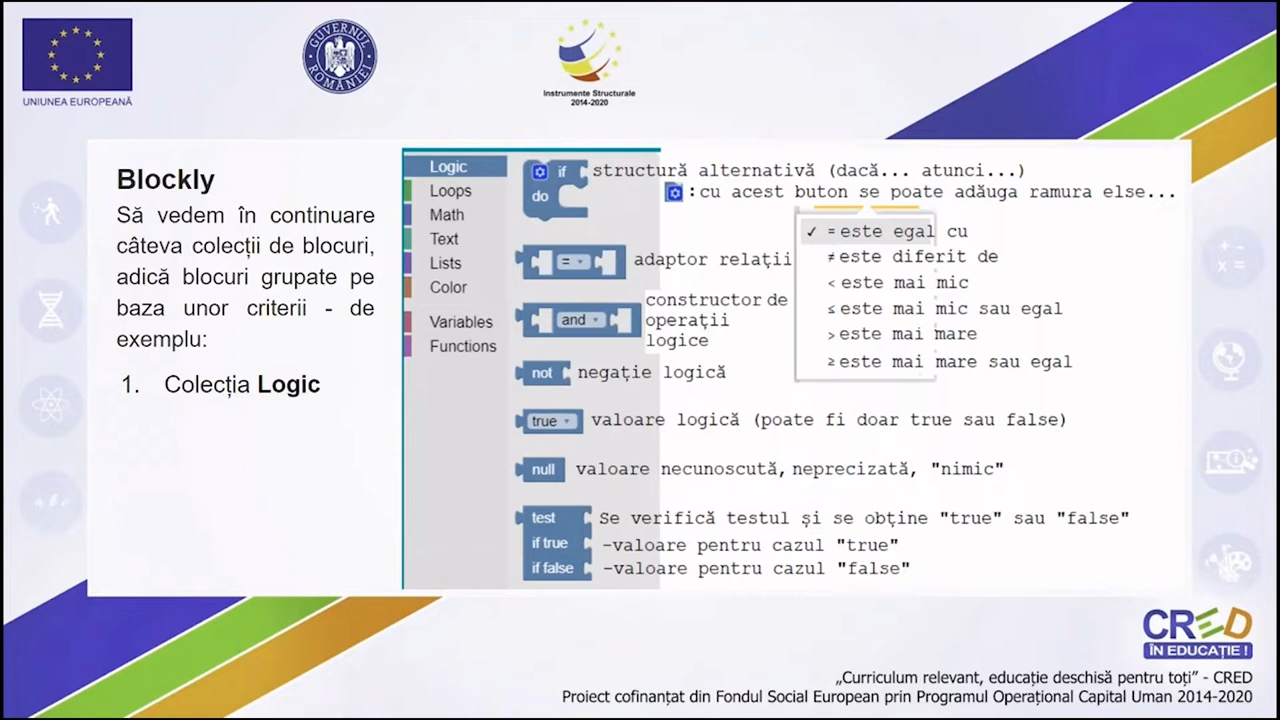 UNIUNEA EUROPEANĂ
GUVERNUL ROMÂNIEI
Instrumente Structurale
2014-2020
Blockly
Să vedem în continuare
câteva colecții de blocuri,
adică blocuri grupate pe
baza unor criterii - de
exemplu:
1. Colecția Logic
Logic
Loops
Math
Text
Lists
Color
Variables
Functions
if structură alternativă (dacă... atunci...)
do
:cu acest buton se poate adăuga ramura else...
= adaptor relații
✓ = este egal cu
≠ este diferit de
< este mai mic
≤ este mai mic sau egal
> este mai mare
≥ este mai mare sau egal
and constructor de
operații
logice
not negație logică
true valoare logică (poate fi doar true sau false)
null valoare necunoscută, neprecizată, "nimic"
test Se verifică testul și se obține "true" sau "false"
if true -valoare pentru cazul "true"
if false -valoare pentru cazul "false"
a b c
+ -
x =
CRED
ÎN EDUCAȚIE !
„Curriculum relevant, educație deschisă pentru toți” - CRED
Proiect cofinanțat din Fondul Social European prin Programul Operațional Capital Uman 2014-2020